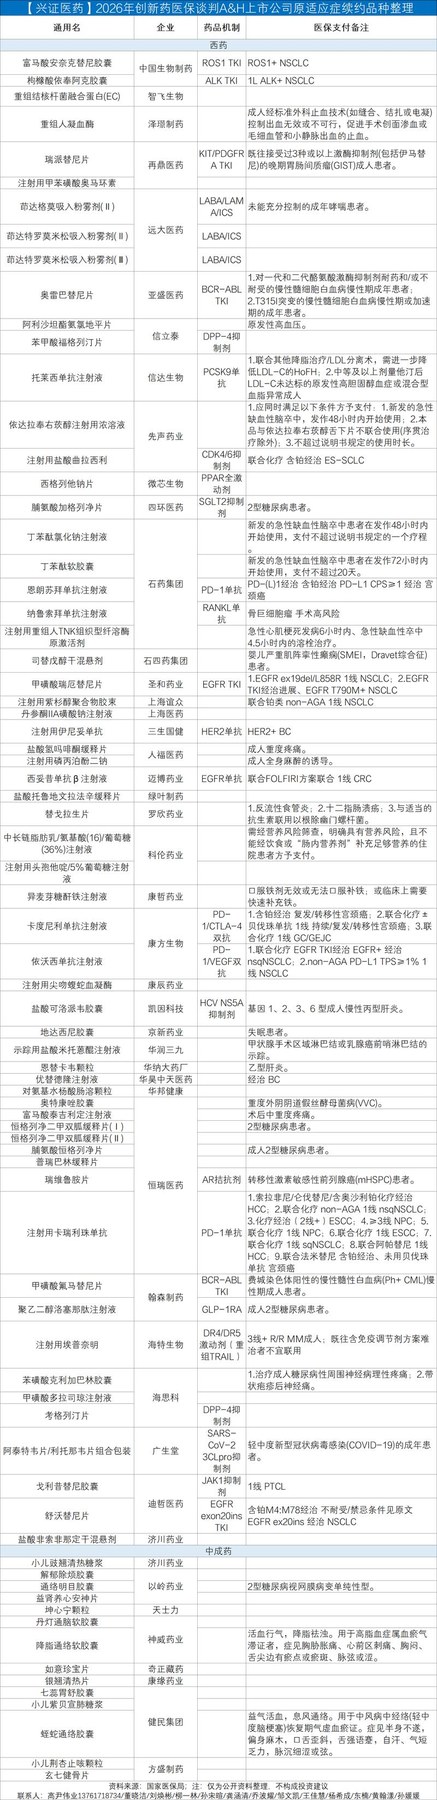 【兴证医药】2026年创新药医保谈判A&H上市公司原适应症续约品种整理
通用名 企业 药品机制 医保支付备注
西药
富马酸安奈克替尼胶囊 中国生物制药 ROS1 TKI ROS1+ NSCLC
枸橼酸依奉阿克胶囊 ALK TKI 1L ALK+ NSCLC
重组结核杆菌融合蛋白(EC) 智飞生物
重组人凝血酶 泽璟制药 成人经标准外科止血技术(如缝合、结扎或电凝)
控制出血无效或不可行，促进手术创面渗血或
毛细血管和小静脉出血的止血。
瑞派替尼片 再鼎医药 KIT/PDGFR
A TKI 既往接受过3种或以上激酶抑制剂(包括伊马替
尼)的晚期胃肠间质瘤(GIST)成人患者。
注射用甲苯磺酸奥马环素
茚达格莫吸入粉雾剂(Ⅱ) 远大医药 LABA/LAM
A/ICS 未能充分控制的成年哮喘患者。
茚达特罗莫米松吸入粉雾剂(Ⅱ) LABA/ICS
茚达特罗莫米松吸入粉雾剂(Ⅲ) LABA/ICS
奥雷巴替尼片 亚盛医药 BCR-ABL
TKI 1.对一代和二代酪氨酸激酶抑制剂耐药和/或不
耐受的慢性髓细胞白血病慢性期成年患者；
2.T315I突变的慢性髓细胞白血病慢性期或加速
期的成年患者。
阿利沙坦酯氨氯地平片 信立泰 原发性高血压。
苯甲酸福格列汀片 DPP-4抑
制剂
托莱西单抗注射液 信达生物 PCSK9单
抗 1.联合其他降脂治疗/LDL分离术，需进一步降
低LDL-C的HoFH；2.中等及以上剂量他汀后
LDL-C未达标的原发性高胆固醇血症或混合型
血脂异常成人
依达拉奉右莰醇注射用浓溶液 先声药业 1.应同时满足以下条件方予支付：1.新发的急性
缺血性脑卒中，发作48小时内开始使用；2.本
品与依达拉奉右莰醇舌下片不联合使用(序贯治
疗除外)；3.不超过说明书规定的使用时长。
注射用盐酸曲拉西利 CDK4/6抑
制剂 联合化疗 含铂经治 ES-SCLC
西格列他钠片 微芯生物 PPAR全激
动剂
脯氨酸加格列净片 四环医药 SGLT2抑制
剂 2型糖尿病患者。
丁苯酞氯化钠注射液 石药集团 新发的急性缺血性脑卒中患者在发作48小时内
开始使用，支付不超过说明书规定的一个疗程
。
丁苯酞软胶囊 新发的急性缺血性脑卒中患者在发作72小时内
开始使用，支付不超过20天。
恩朗苏拜单抗注射液 PD-1单抗 PD-(L)1经治 含铂经治 PD-L1 CPS≥1 经治 宫
颈癌
纳鲁索拜单抗注射液 RANKL单
抗 骨巨细胞瘤 手术高风险
注射用重组人TNK组织型纤溶酶
原激活剂 急性心肌梗死发病6小时内、急性缺血性卒中
4.5小时内的溶栓治疗。
司替戊醇干混悬剂 石四药集团 婴儿严重肌阵挛性癫痫(SMEI，Dravet综合征)
患者。
甲磺酸瑞厄替尼片 圣和药业 EGFR TKI 1.EGFR ex19del/L858R 1线 NSCLC；2.EGFR
TKI经治进展、EGFR T790M+ NSCLC
注射用紫杉醇聚合物胶束 上海谊众 联合铂类 non-AGA 1线 NSCLC
丹参酮IIA磺酸钠注射液 上海医药
注射用伊尼妥单抗 三生国健 HER2单抗 HER2+ BC
盐酸氢吗啡酮缓释片 人福医药 成人重度疼痛。
注射用磷丙泊酚二钠 成人全身麻醉的诱导。
西妥昔单抗β注射液 迈博药业 EGFR单抗 联合FOLFIRI方案联合 1线 CRC
盐酸托鲁地文拉法辛缓释片 绿叶制药
替戈拉生片 罗欣药业 1.反流性食管炎；2.十二指肠溃疡；3.与适当的
抗生素联用以根除幽门螺杆菌。
中长链脂肪乳/氨基酸(16)/葡萄糖
(36%)注射液 科伦药业 需经营养风险筛查，明确具有营养风险，且不
能经饮食或“肠内营养剂”补充足够营养的住
院患者方予支付。
注射用头孢他啶/5%葡萄糖注射
液
异麦芽糖酐铁注射液 康哲药业 口服铁剂无效或无法口服补铁；或临床上需要
快速补充铁。
卡度尼利单抗注射液 康方生物 PD-
1/CTLA-4
双抗 1.含铂经治 复发/转移性宫颈癌；2.联合化疗±
贝伐珠单抗 1线 持续/复发/转移性宫颈癌；3.联
合化疗 1线 GC/GEJC
依沃西单抗注射液 PD-
1/VEGF双
抗 1.联合化疗 EGFR TKI经治 EGFR+ 经治
nsqNSCLC；2.non-AGA PD-L1 TPS≥1% 1
线 NSCLC
注射用尖吻蝮蛇血凝酶 康辰药业
盐酸可洛派韦胶囊 凯因科技 HCV NS5A
抑制剂 基因 1、2、3、6 型成人慢性丙型肝炎。
地达西尼胶囊 京新药业 失眠患者。
示踪用盐酸米托蒽醌注射液 华润三九 甲状腺手术区域淋巴结或乳腺癌前哨淋巴结的
示踪。
恩替卡韦颗粒 华纳大药厂 乙型肝炎。
优替德隆注射液 华昊中天医药 经治 BC
对氨基水杨酸肠溶颗粒 华邦健康
奥特康唑胶囊 恒瑞医药 重度外阴阴道假丝酵母菌病(VVC)。
富马酸泰吉利定注射液 术后中重度疼痛。
恒格列净二甲双胍缓释片(Ⅰ) 2型糖尿病患者。
恒格列净二甲双胍缓释片(Ⅱ)
脯氨酸恒格列净片 成人2型糖尿病患者。
普瑞巴林缓释片
瑞维鲁胺片 AR拮抗剂 转移性激素敏感性前列腺癌(mHSPC)患者。
注射用卡瑞利珠单抗 PD-1单抗 1.索拉非尼/仑伐替尼/含奥沙利铂化疗经治
HCC；2.联合化疗 non-AGA 1线 nsqNSCLC；
3.化疗经治（2线+）ESCC；4.≥3线 NPC；5.
联合化疗 1线 NPC；6.联合化疗 1线 ESCC；7.
联合化疗 1线 sqNSCLC；8.联合阿帕替尼 1线
HCC；9.联合法米替尼 含铂经治、未用贝伐珠
单抗 宫颈癌
甲磺酸氟马替尼片 翰森制药 BCR-ABL
TKI 费城染色体阳性的慢性髓性白血病(Ph+ CML)慢
性期成人患者。
聚乙二醇洛塞那肽注射液 GLP-1RA 成人2型糖尿病患者。
注射用埃普奈明 海特生物 DR4/DR5
激动剂（重
组TRAIL） 3线+ R/R MM成人；既往含免疫调节剂方案难
治者不宜联用
苯磺酸克利加巴林胶囊 海思科 1.治疗成人糖尿病性周围神经病理性疼痛；2.带
状疱疹后神经痛。
甲磺酸多拉司琼注射液
考格列汀片 DPP-4抑
制剂
阿泰特韦片/利托那韦片组合包装 广生堂 SARS-
CoV-2
3CLpro抑
制剂 轻中度新型冠状病毒感染(COVID-19)的成年患
者。
戈利昔替尼胶囊 迪哲医药 JAK1抑制
剂 1线 PTCL
舒沃替尼片 EGFR
exon20ins
TKI 含铂M4:M78经治 不耐受/禁忌条件见原文
EGFR ex20ins 经治 NSCLC
盐酸非索非那定干混悬剂 济川药业
中成药
小儿豉翘清热糖浆 济川药业
解郁除烦胶囊 以岭药业
通络明目胶囊 2型糖尿病视网膜病变单纯性型。
益肾养心安神片
坤心宁颗粒 天士力
丹灯通脑软胶囊 神威药业
降脂通络软胶囊 活血行气，降脂祛浊。用于高脂血症属血瘀气
滞证者，症见胸胁胀痛、心前区刺痛、胸闷、
舌尖边有瘀点或瘀斑、脉弦或涩。
如意珍宝片 奇正藏药
银翘清热片 康缘药业
七蕊胃舒胶囊 健民集团
小儿紫贝宣肺糖浆
蛭蛇通络胶囊 益气活血，息风通络。用于中风病中经络(轻中
度脑梗塞)恢复期气虚血瘀证。症见半身不遂，
偏身麻木，口舌歪斜，舌强语謇，自汗、气短
乏力，脉沉细涩或弦。
小儿荆杏止咳颗粒 方盛制药
玄七健骨片
资料来源：国家医保局；注：仅为公开资料整理，不构成投资建议